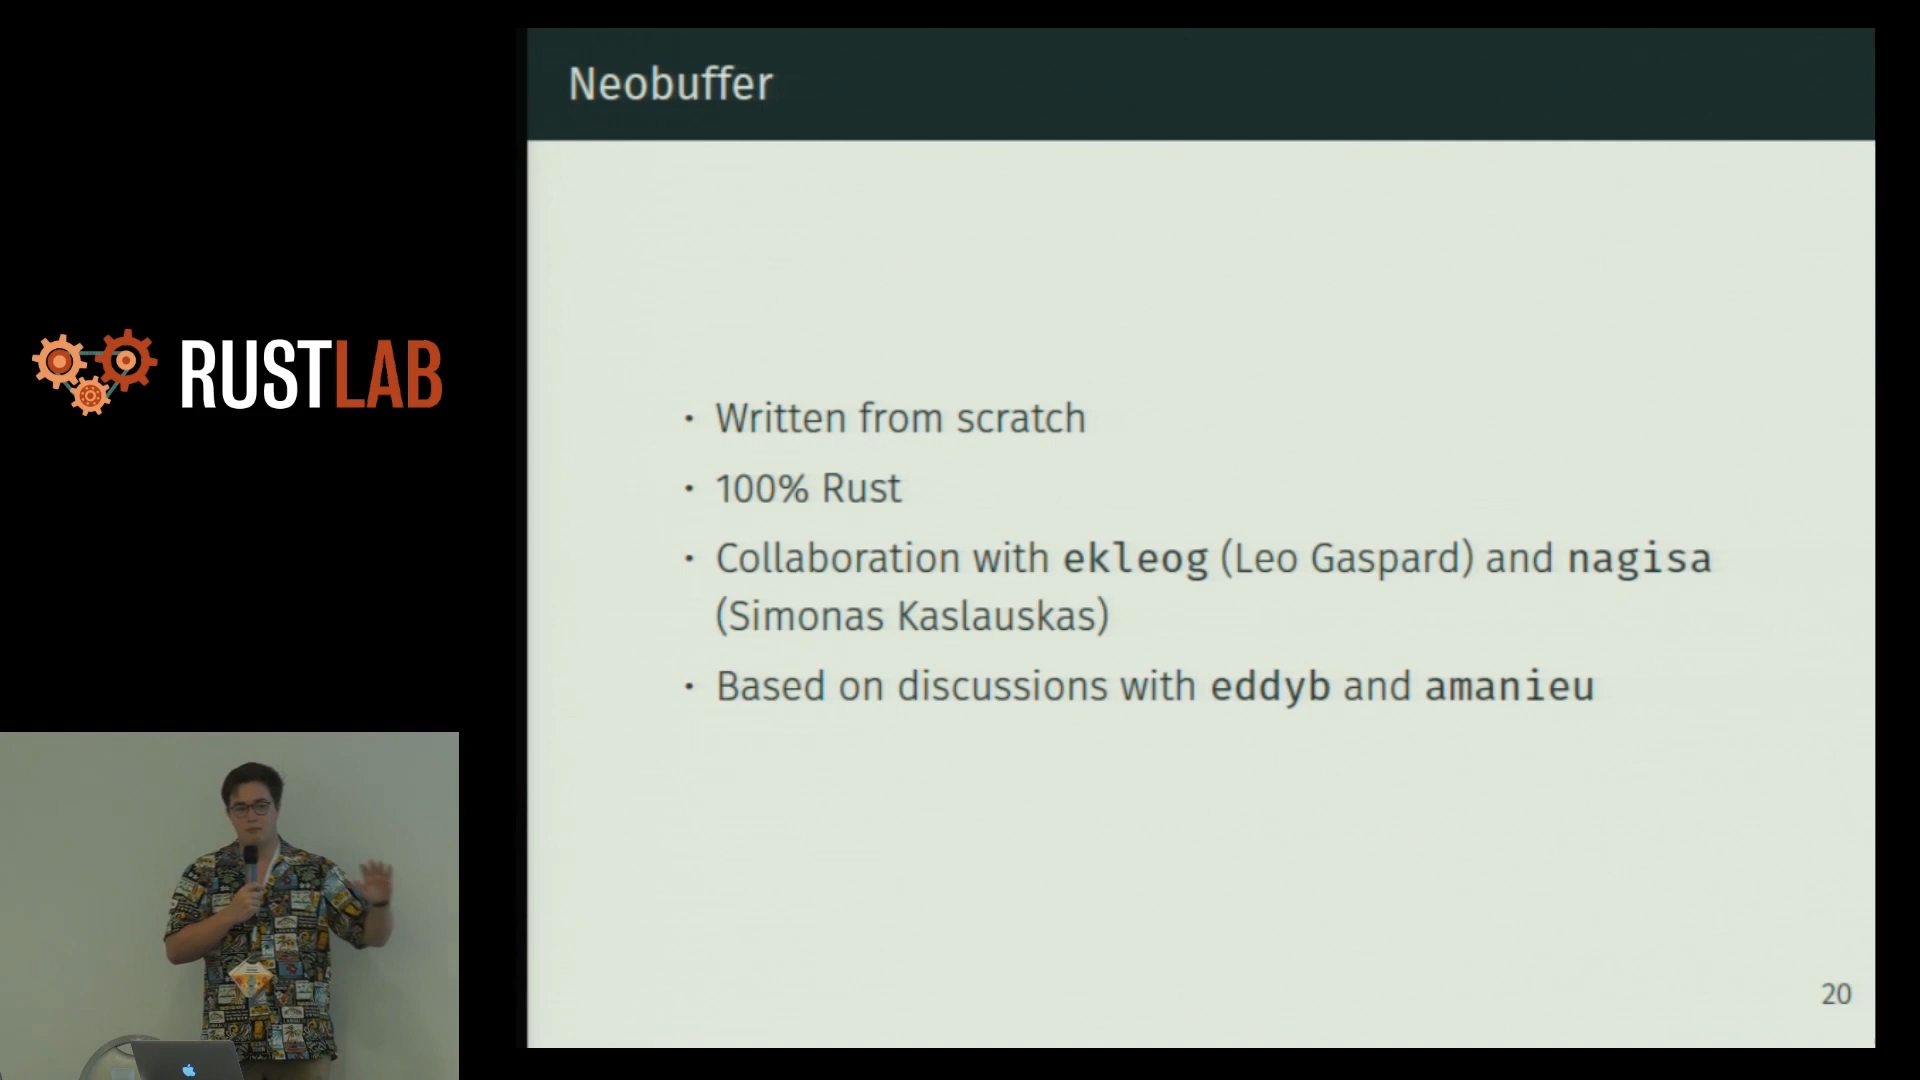 Neobuffer
RUSTLAB
· Written from scratch
· 100% Rust
· Collaboration with ekleog (Leo Gaspard) and nagisa
(Simonas Kaslauskas)
· Based on discussions with eddyb and amanieu
20